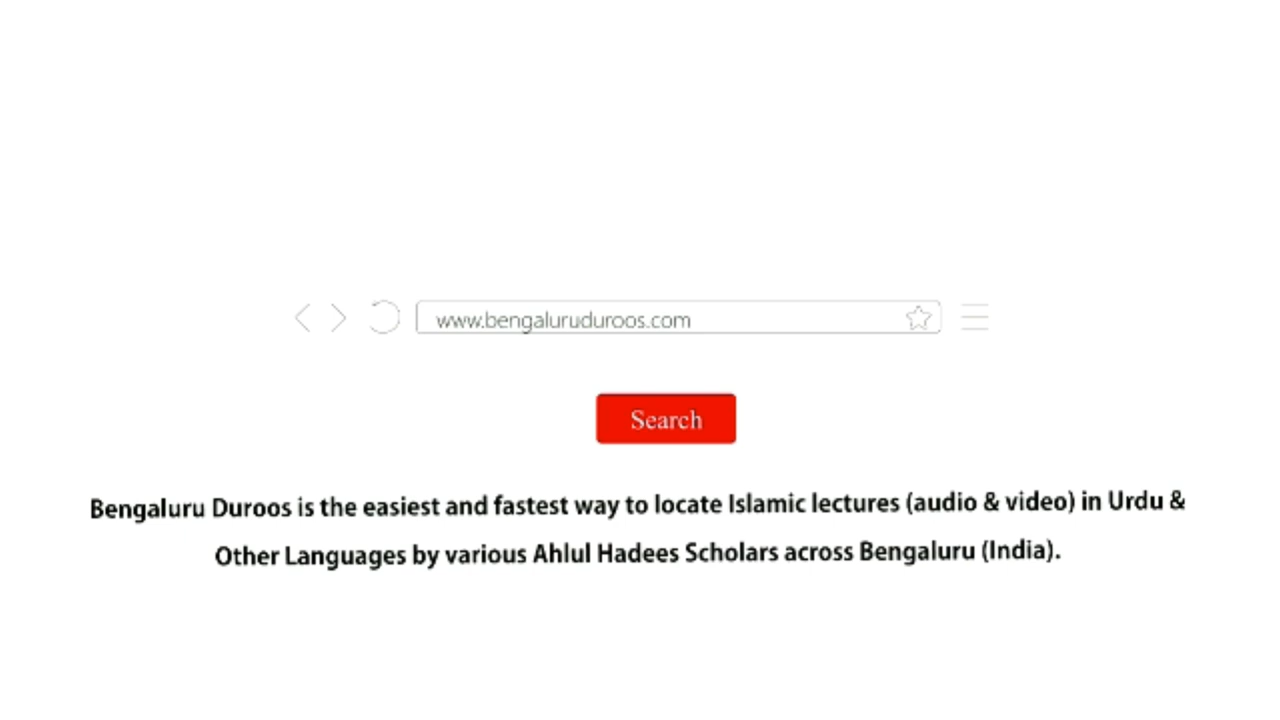 www.bengaluruduroos.com
Search
Bengaluru Duroos is the easiest and fastest way to locate Islamic lectures (audio & video) in Urdu &
Other Languages by various Ahlul Hadees Scholars across Bengaluru (India).